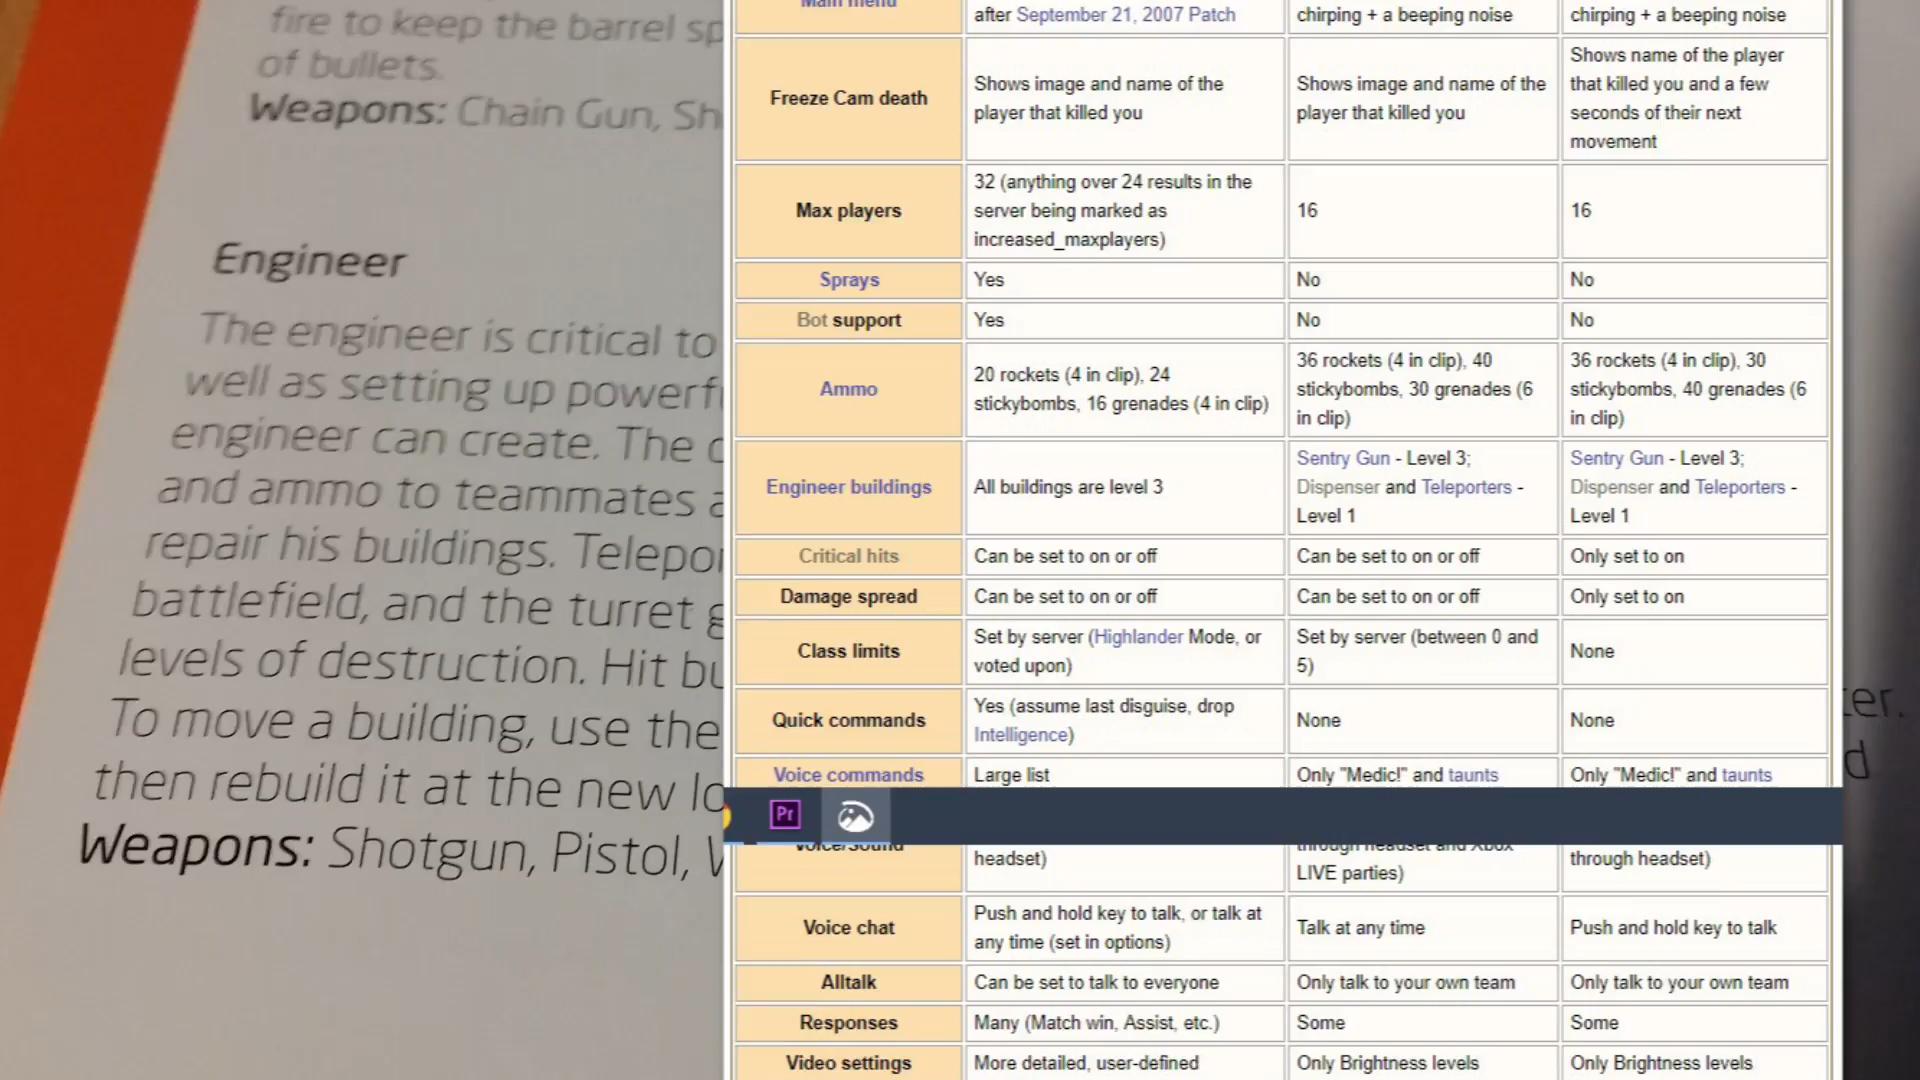 fire to keep the barrel
of bullets.
Weapons: Chain Gun,
Engineer
The engineer is critical to
well as setting up
engineer can create. The
and ammo to teammates
repair his buildings.
battlefield, and the turret
levels of destruction. Hit
To move a building, use the
then rebuild it at the new
Weapons: Shotgun, Pistol,
Main menu
after September 21, 2007 Patch
chirping + a beeping noise
chirping + a beeping noise
Freeze Cam death
Shows image and name of the
player that killed you
Shows image and name of the
player that killed you
Shows name of the player
that killed you and a few
seconds of their next
movement
Max players
32 (anything over 24 results in the
server being marked as
increased_maxplayers)
16
16
Sprays
Yes
No
No
Bot support
Yes
No
No
Ammo
20 rockets (4 in clip), 24
stickybombs, 16 grenades (4 in clip)
36 rockets (4 in clip), 40
stickybombs, 30 grenades (6
in clip)
36 rockets (4 in clip), 30
stickybombs, 40 grenades (6
in clip)
Engineer buildings
All buildings are level 3
Sentry Gun - Level 3;
Dispenser and Teleporters -
Level 1
Sentry Gun - Level 3;
Dispenser and Teleporters -
Level 1
Critical hits
Can be set to on or off
Can be set to on or off
Only set to on
Damage spread
Can be set to on or off
Can be set to on or off
Only set to on
Class limits
Set by server (Highlander Mode, or
voted upon)
Set by server (between 0 and
5)
None
Quick commands
Yes (assume last disguise, drop
Intelligence)
None
None
Voice commands
Large list
Only "Medic!" and taunts
Only "Medic!" and taunts
Pr
Voice/Sound
headset)
through headset and Xbox
LIVE parties)
through headset)
Voice chat
Push and hold key to talk, or talk at
any time (set in options)
Talk at any time
Push and hold key to talk
Alltalk
Can be set to talk to everyone
Only talk to your own team
Only talk to your own team
Responses
Many (Match win, Assist, etc.)
Some
Some
Video settings
More detailed, user-defined
Only Brightness levels
Only Brightness levels